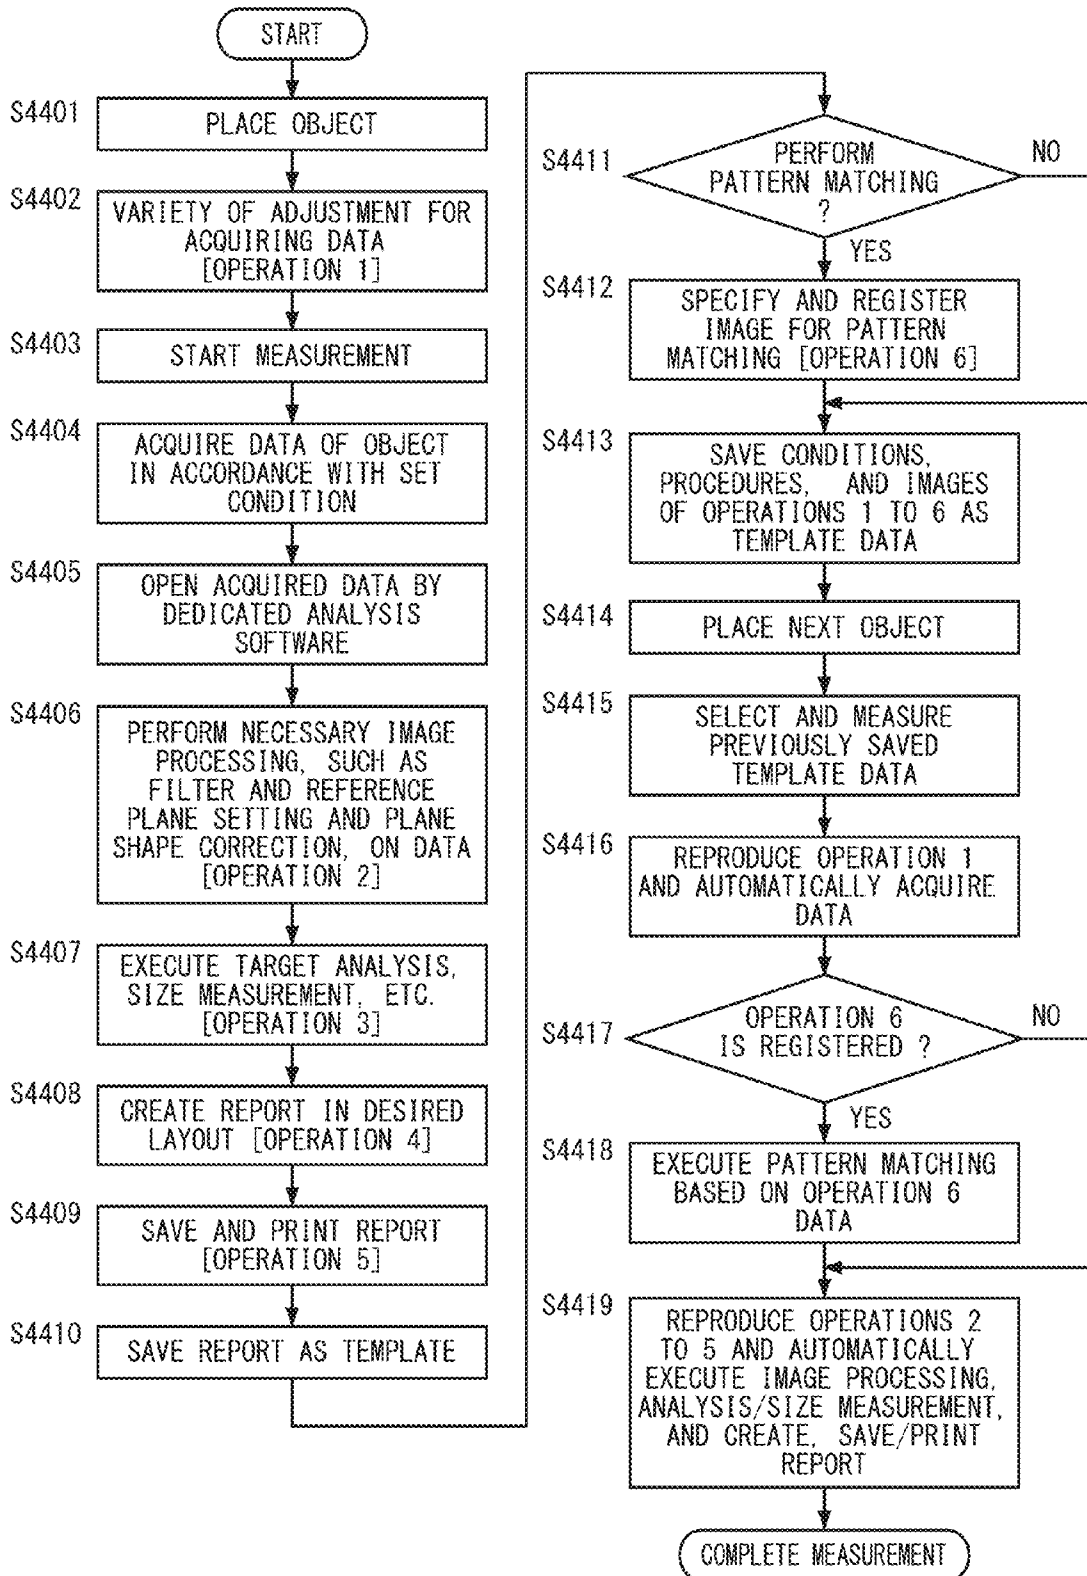 START
S4401
PLACE OBJECT
S4402
VARIETY OF ADJUSTMENT FOR
ACQUIRING DATA
[OPERATION 1]
S4403
START MEASUREMENT
S4404
ACQUIRE DATA OF OBJECT
IN ACCORDANCE WITH SET
CONDITION
S4405
OPEN ACQUIRED DATA BY
DEDICATED ANALYSIS
SOFTWARE
S4406
PERFORM NECESSARY IMAGE
PROCESSING, SUCH AS
FILTER AND REFERENCE
PLANE SETTING AND PLANE
SHAPE CORRECTION, ON DATA
[OPERATION 2]
S4407
EXECUTE TARGET ANALYSIS,
SIZE MEASUREMENT, ETC.
[OPERATION 3]
S4408
CREATE REPORT IN DESIRED
LAYOUT [OPERATION 4]
S4409
SAVE AND PRINT REPORT
[OPERATION 5]
S4410
SAVE REPORT AS TEMPLATE
S4411
PERFORM
PATTERN MATCHING
?
NO
YES
S4412
SPECIFY AND REGISTER
IMAGE FOR PATTERN
MATCHING [OPERATION 6]
S4413
SAVE CONDITIONS,
PROCEDURES, AND IMAGES
OF OPERATIONS 1 TO 6 AS
TEMPLATE DATA
S4414
PLACE NEXT OBJECT
S4415
SELECT AND MEASURE
PREVIOUSLY SAVED
TEMPLATE DATA
S4416
REPRODUCE OPERATION 1
AND AUTOMATICALLY ACQUIRE
DATA
S4417
OPERATION 6
IS REGISTERED ?
NO
YES
S4418
EXECUTE PATTERN MATCHING
BASED ON OPERATION 6
DATA
S4419
REPRODUCE OPERATIONS 2
TO 5 AND AUTOMATICALLY
EXECUTE IMAGE PROCESSING,
ANALYSIS/SIZE MEASUREMENT,
AND CREATE, SAVE/PRINT
REPORT
COMPLETE MEASUREMENT